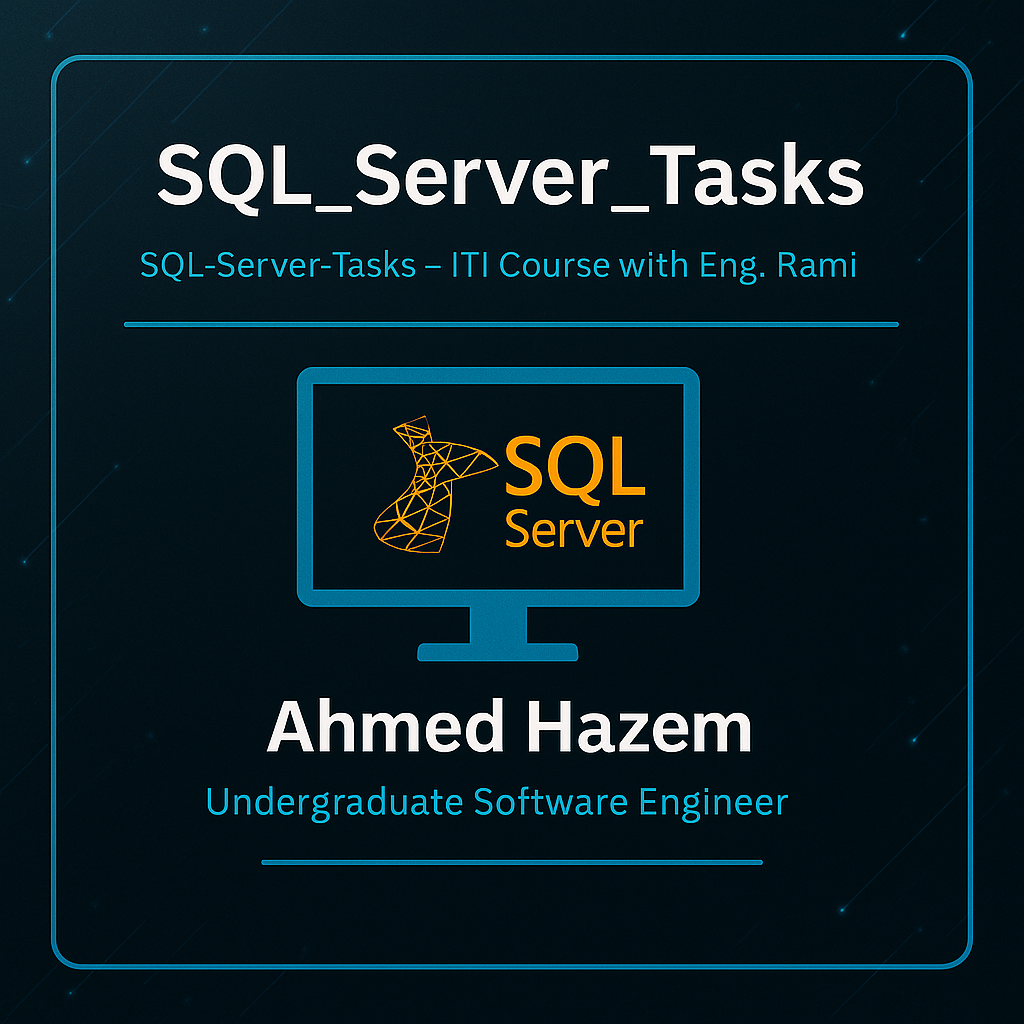 SQL_Server_Tasks
SQL-Server-Tasks – ITI Course with Eng. Rami
SQL
Server
Ahmed Hazem
Undergraduate Software Engineer